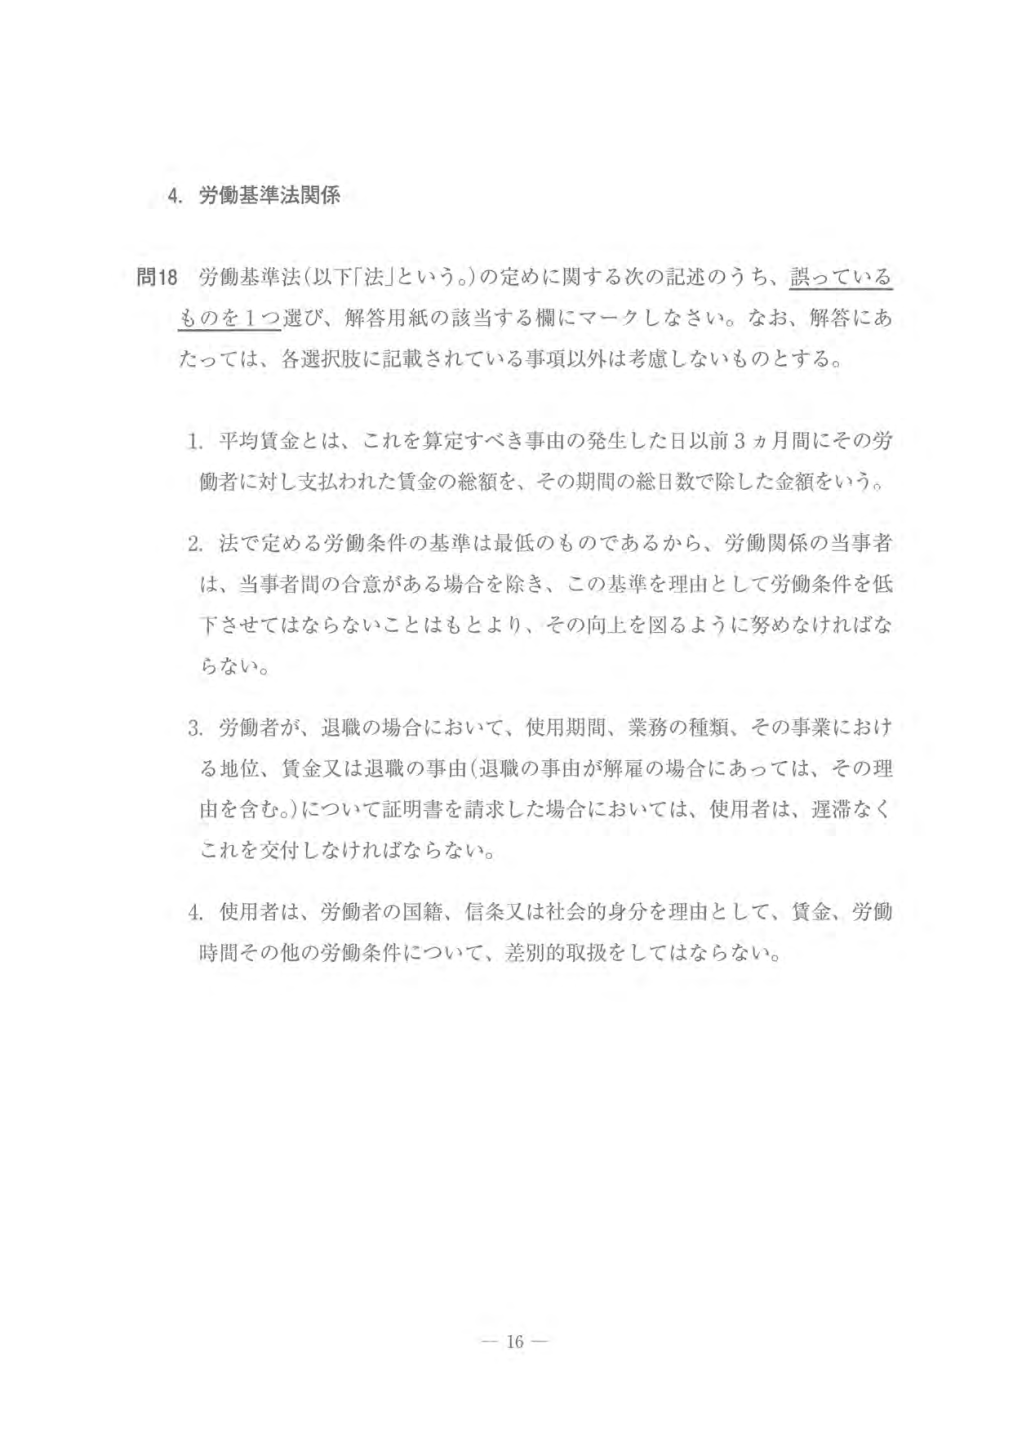 4. 労働基準法関係
問18 労働基準法(以下「法」という。)の定めに関する次の記述のうち、誤っている
ものを1つ選び、解答用紙の該当する欄にマークしなさい。なお、解答にあ
たっては、各選択肢に記載されている事項以外は考慮しないものとする。
1. 平均賃金とは、これを算定すべき事由の発生した日以前3ヵ月間にその労
働者に対し支払われた賃金の総額を、その期間の総日数で除した金額をいう。
2. 法で定める労働条件の基準は最低のものであるから、労働関係の当事者
は、当事者間の合意がある場合を除き、この基準を理由として労働条件を低
下させてはならないことはもとより、その向上を図るように努めなければな
らない。
3. 労働者が、退職の場合において、使用期間、業務の種類、その事業におけ
る地位、賃金又は退職の事由(退職の事由が解雇の場合にあっては、その理
由を含む。)について証明書を請求した場合においては、使用者は、遅滞なく
これを交付しなければならない。
4. 使用者は、労働者の国籍、信条又は社会的身分を理由として、賃金、労働
時間その他の労働条件について、差別的取扱をしてはならない。
— 16 —